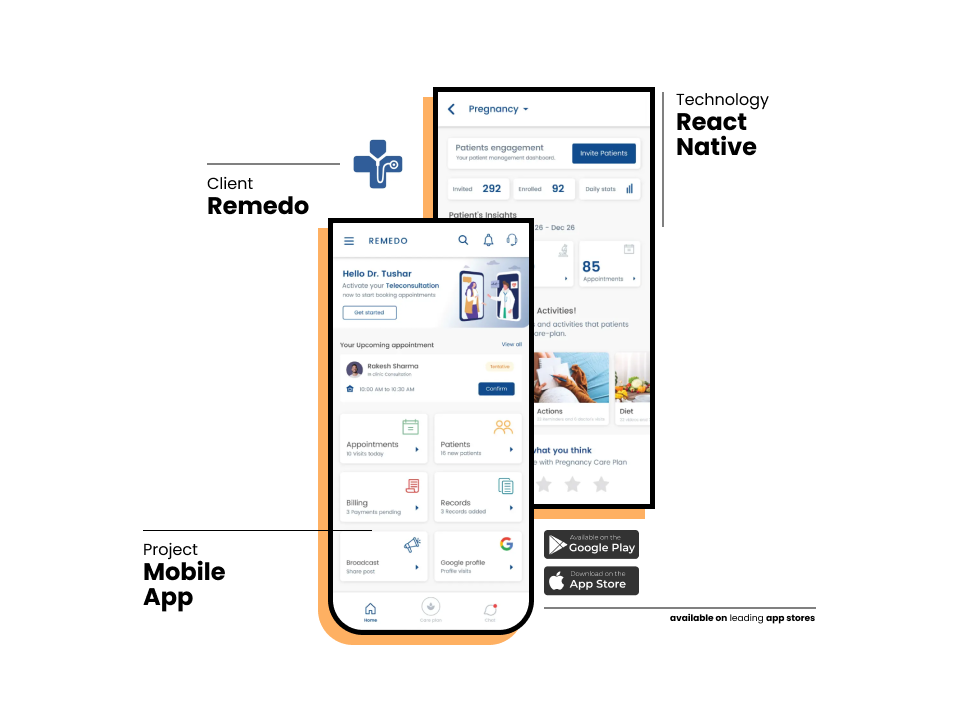 Technology
React
Native
Client
Remedo
Pregnancy
Patients engagement
Your patient management dashboard.
Invite Patients
Invited 292
Enrolled 92
Daily stats
Patient's Insights
26 - Dec 26
85
Appointments
Activities!
s and activities that patients
care-plan.
Actions
Diet
what you think
e with Pregnancy Care Plan
REMEDO
Hello Dr. Tushar
Activate your Teleconsultation
now to start booking appointments
Get started
Your Upcoming appointment
View all
Rakesh Sharma
In clinic Consultation
Tentative
10:00 AM to 10:30 AM
Confirm
Appointments
10 Visits today
Patients
16 new patients
Billing
3 Payments pending
Records
3 Records added
Broadcast
Share post
Google profile
Profile visits
Home
Care plan
Chat
Project
Mobile
App
Available on the
Google Play
Download on the
App Store
available on leading app stores